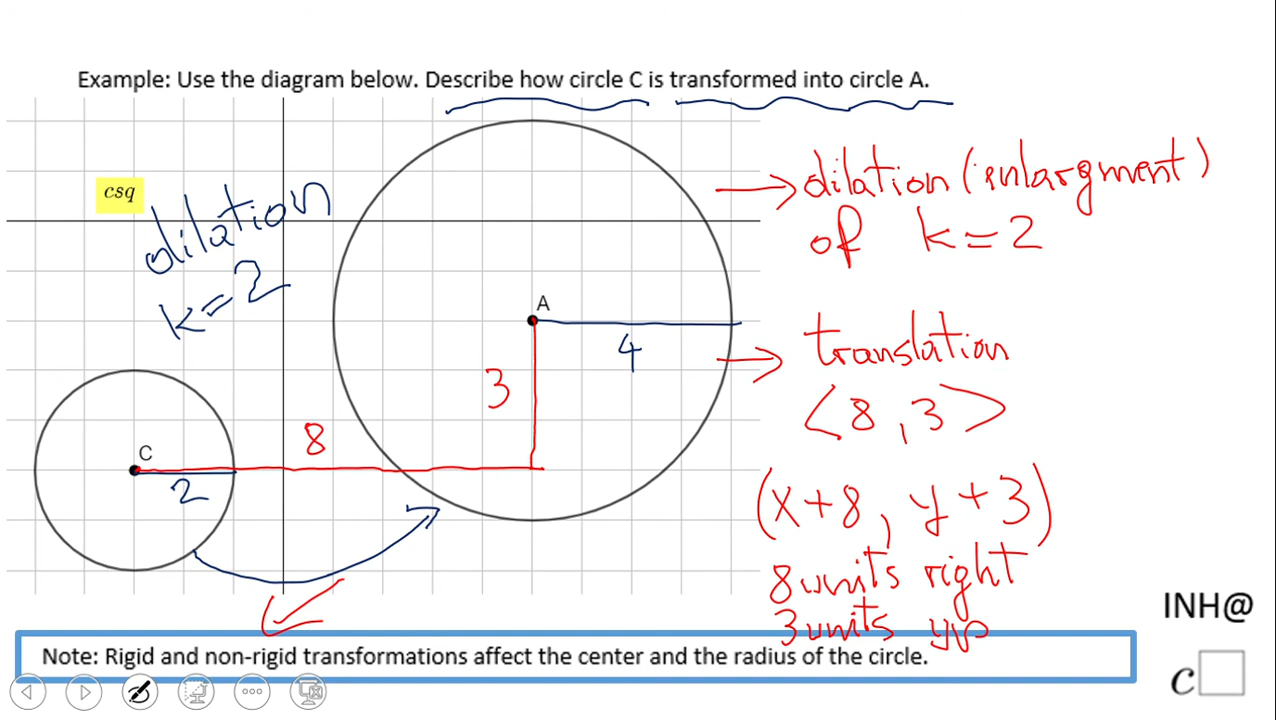 Example: Use the diagram below. Describe how circle C is transformed into circle A.
csq
dilation
k=2
A
4
3
8
C
2
→ dilation (inlargment)
of k=2
→ translation
<8,3>
(x+8, y+3)
8 units right
3 units up
Note: Rigid and non-rigid transformations affect the center and the radius of the circle.
INH@
c